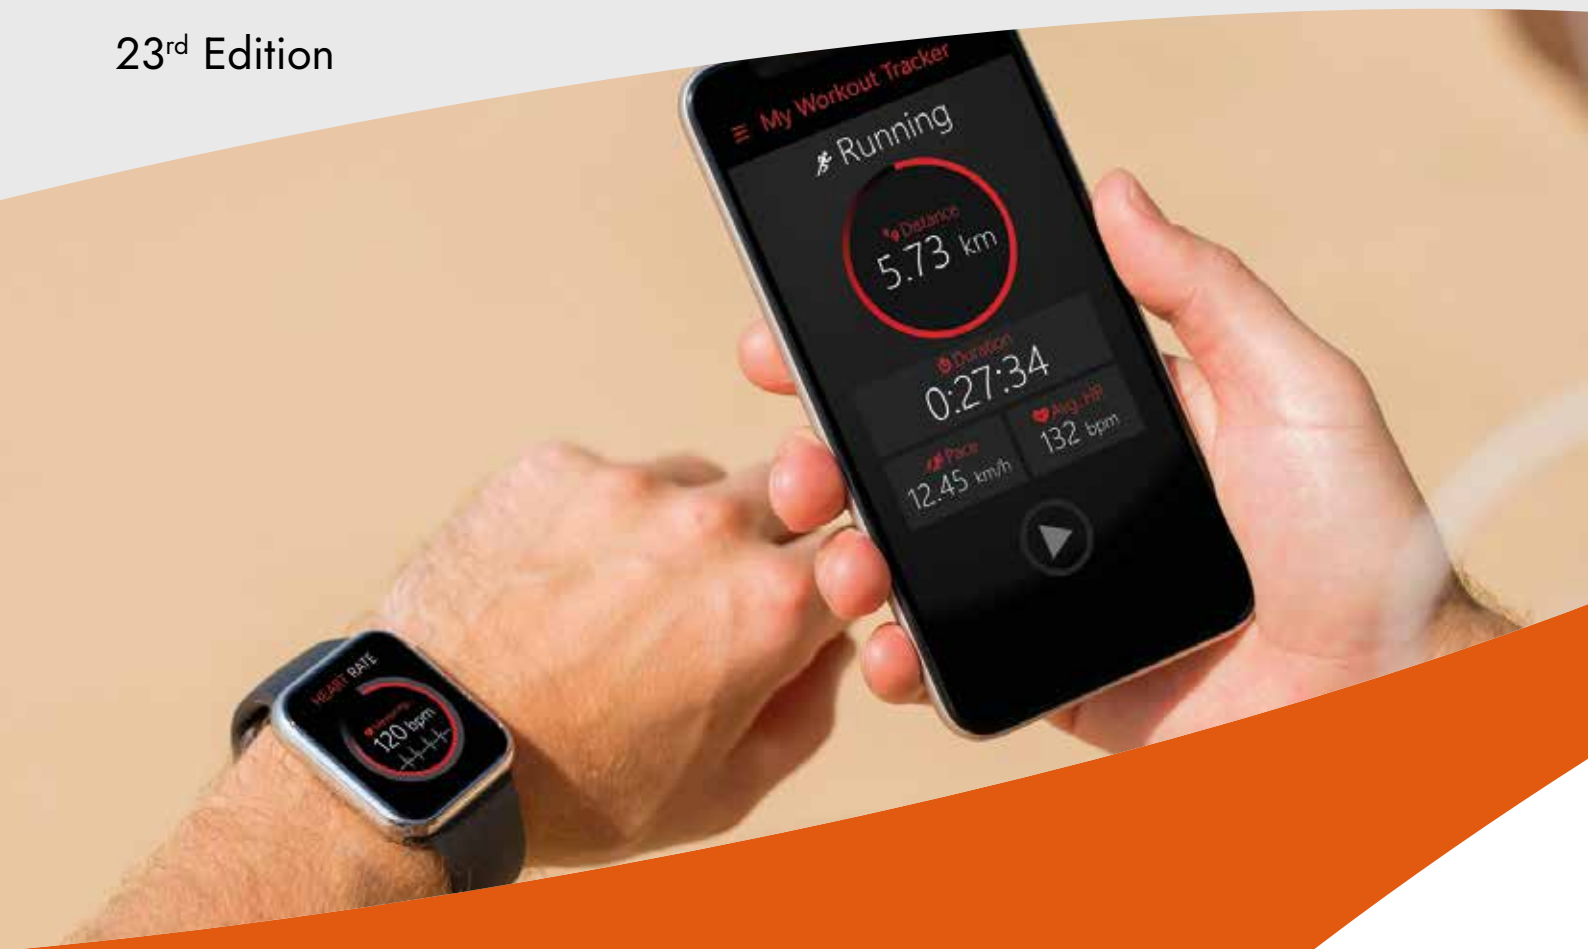 23rd Edition
My Workout Tracker
Running
Distance
5.73 km
Duration
0:27:34
Pace
12.45 km/h
Avg. HR
132 bpm
HEART RATE
120 bpm